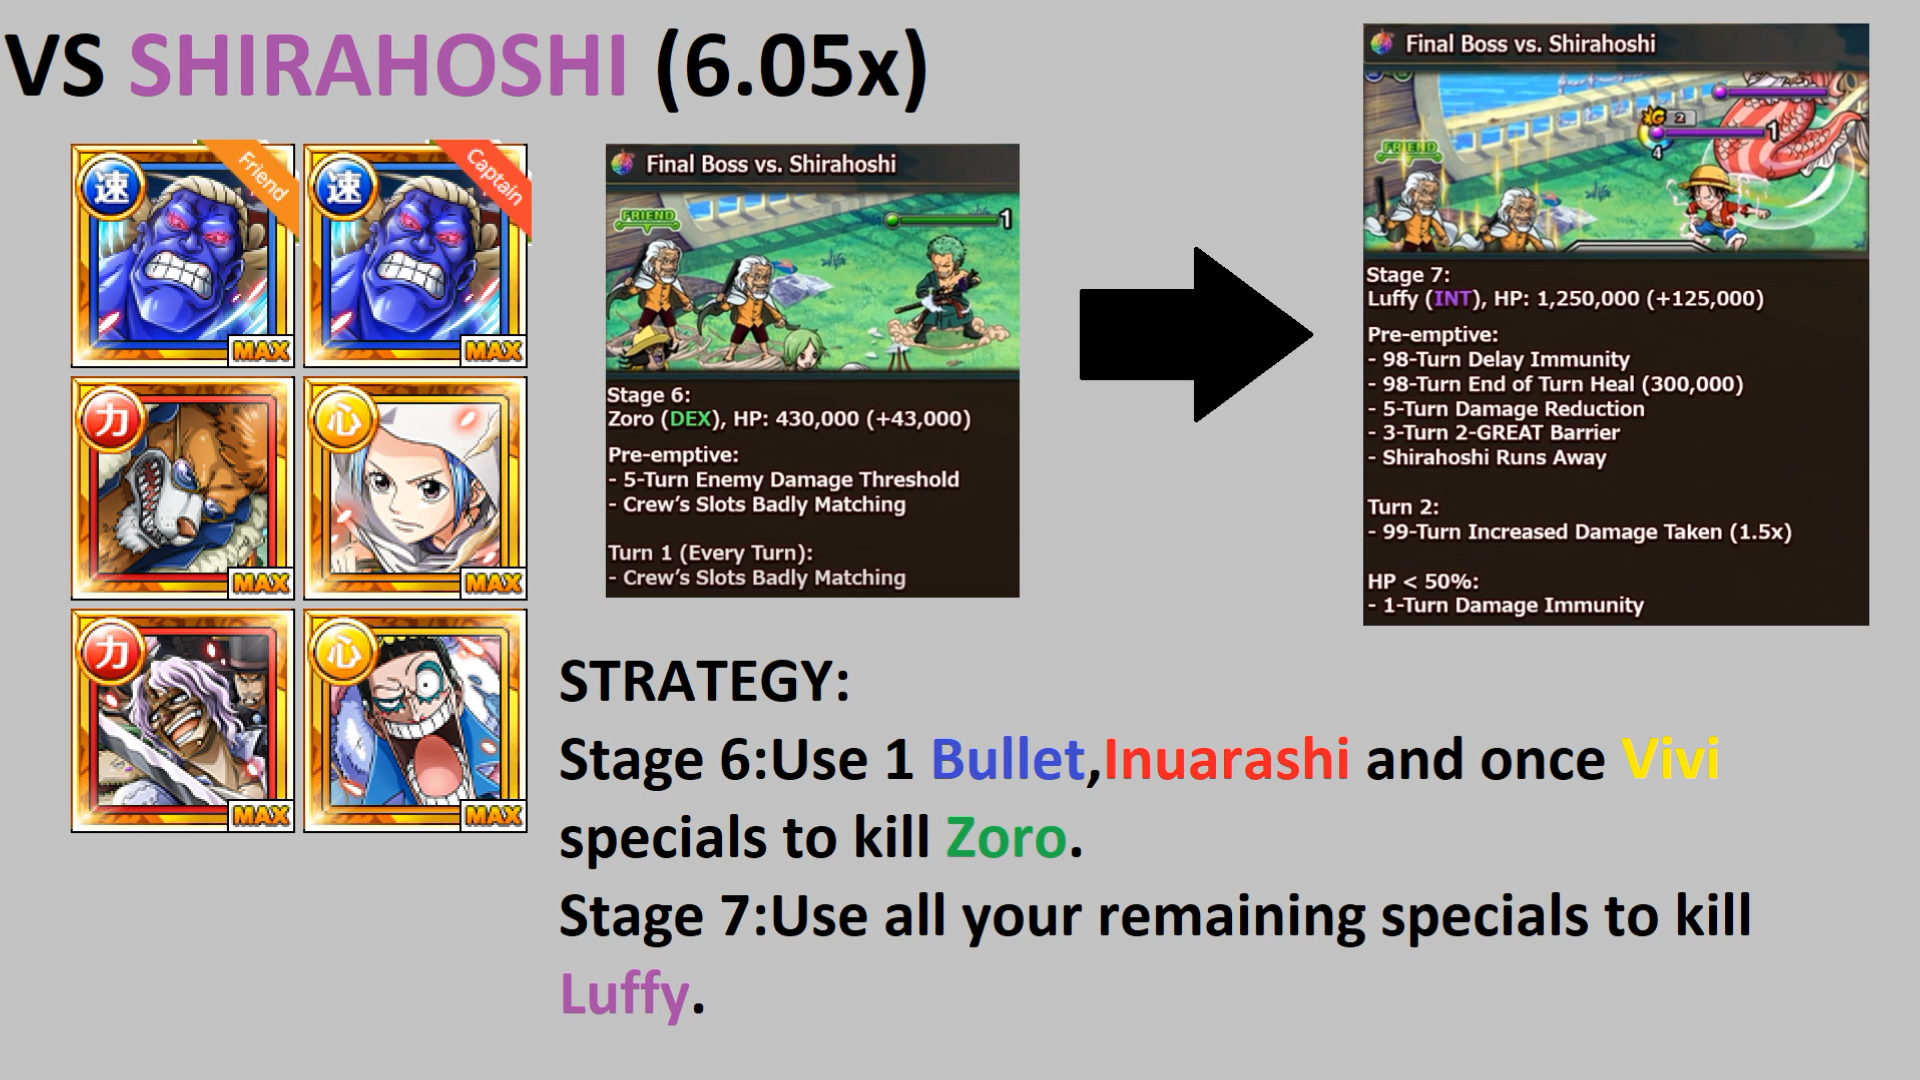 VS SHIRAHOSHI (6.05x)
速
Friend
MAX
速
Captain
MAX
力
MAX
心
MAX
力
MAX
心
MAX
Final Boss vs. Shirahoshi
FRIEND
1
Stage 6:
Zoro (DEX), HP: 430,000 (+43,000)
Pre-emptive:
- 5-Turn Enemy Damage Threshold
- Crew's Slots Badly Matching
Turn 1 (Every Turn):
- Crew's Slots Badly Matching
Final Boss vs. Shirahoshi
FRIEND
2
1
4
Stage 7:
Luffy (INT), HP: 1,250,000 (+125,000)
Pre-emptive:
- 98-Turn Delay Immunity
- 98-Turn End of Turn Heal (300,000)
- 5-Turn Damage Reduction
- 3-Turn 2-GREAT Barrier
- Shirahoshi Runs Away
Turn 2:
- 99-Turn Increased Damage Taken (1.5x)
HP < 50%:
- 1-Turn Damage Immunity
STRATEGY:
Stage 6:Use 1 Bullet,Inuarashi and once Vivi
specials to kill Zoro.
Stage 7:Use all your remaining specials to kill
Luffy.